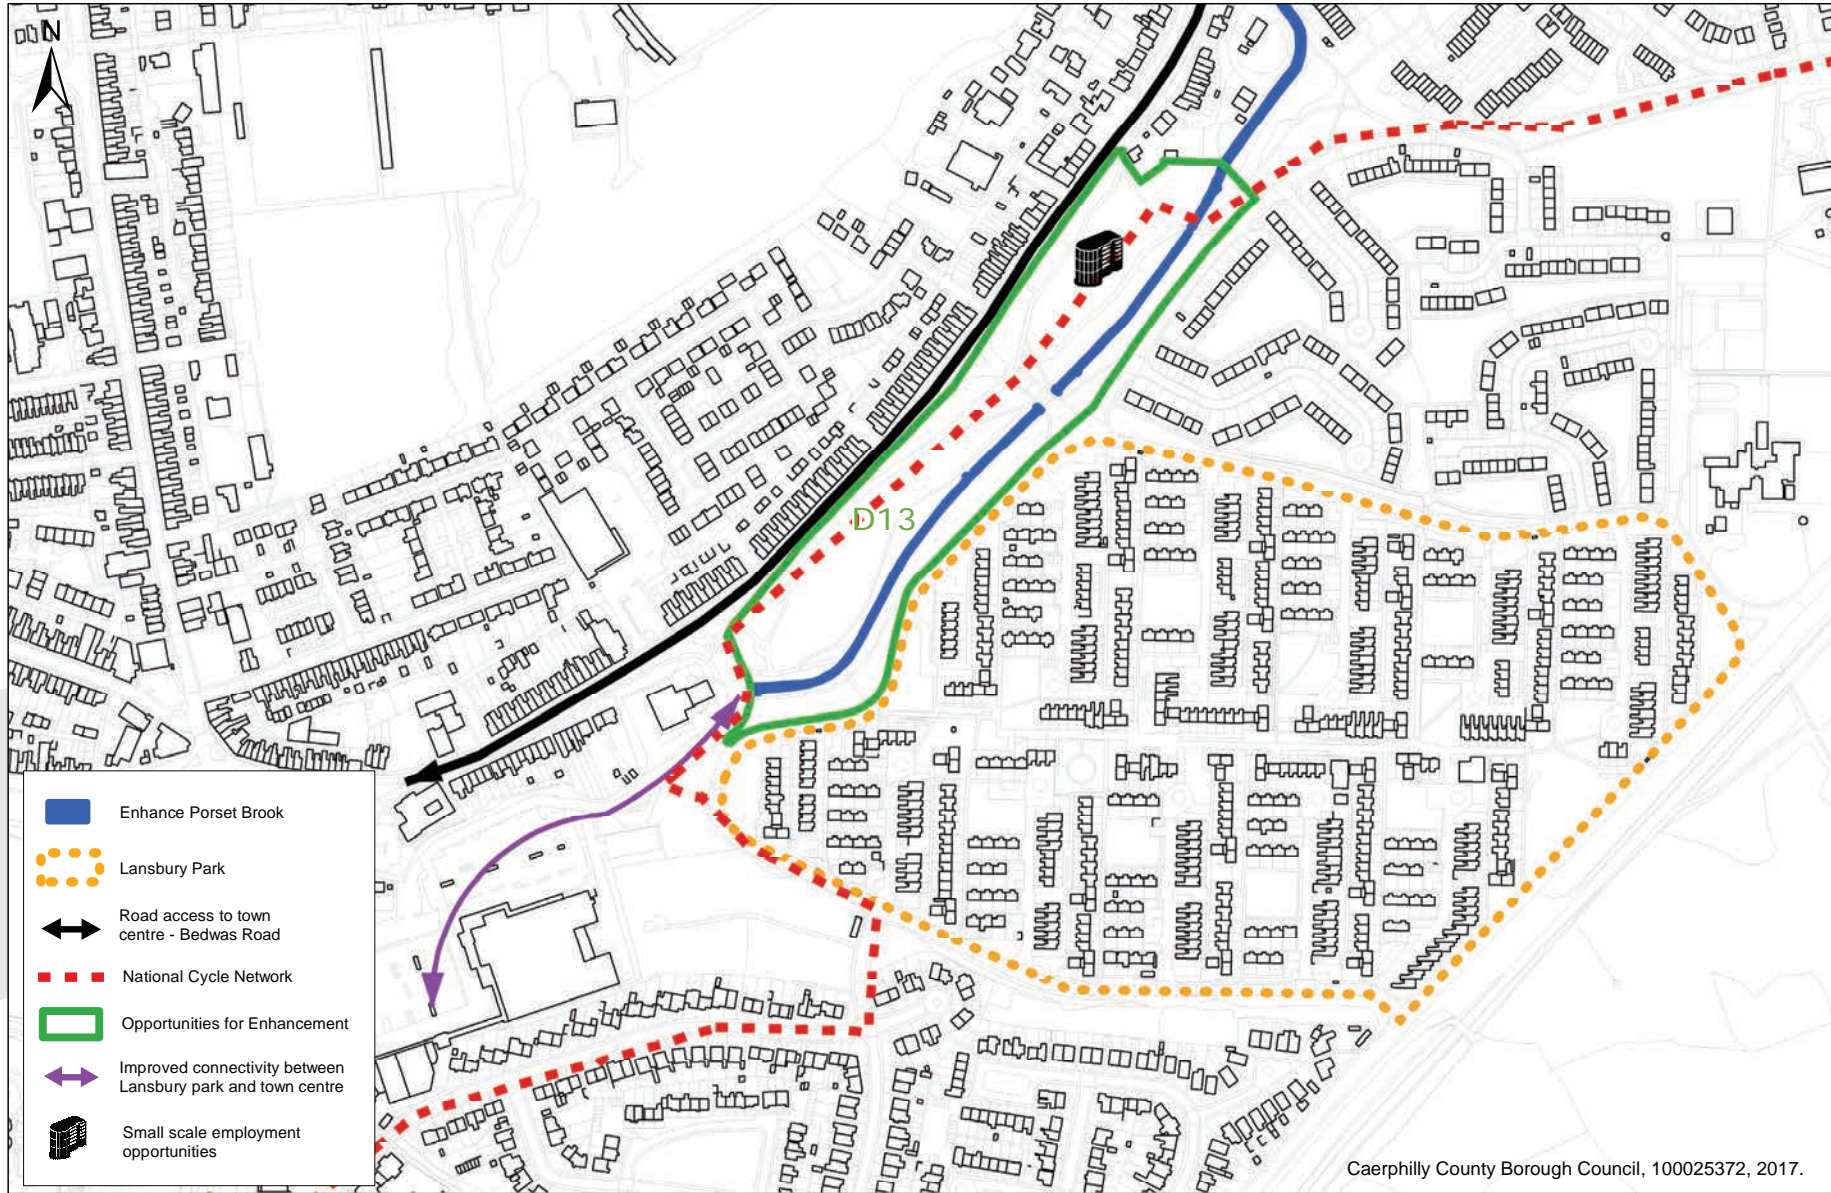 N
D13
Enhance Porset Brook
Lansbury Park
Road access to town
centre - Bedwas Road
National Cycle Network
Opportunities for Enhancement
Improved connectivity between
Lansbury park and town centre
Small scale employment
opportunities
Caerphilly County Borough Council, 100025372, 2017.